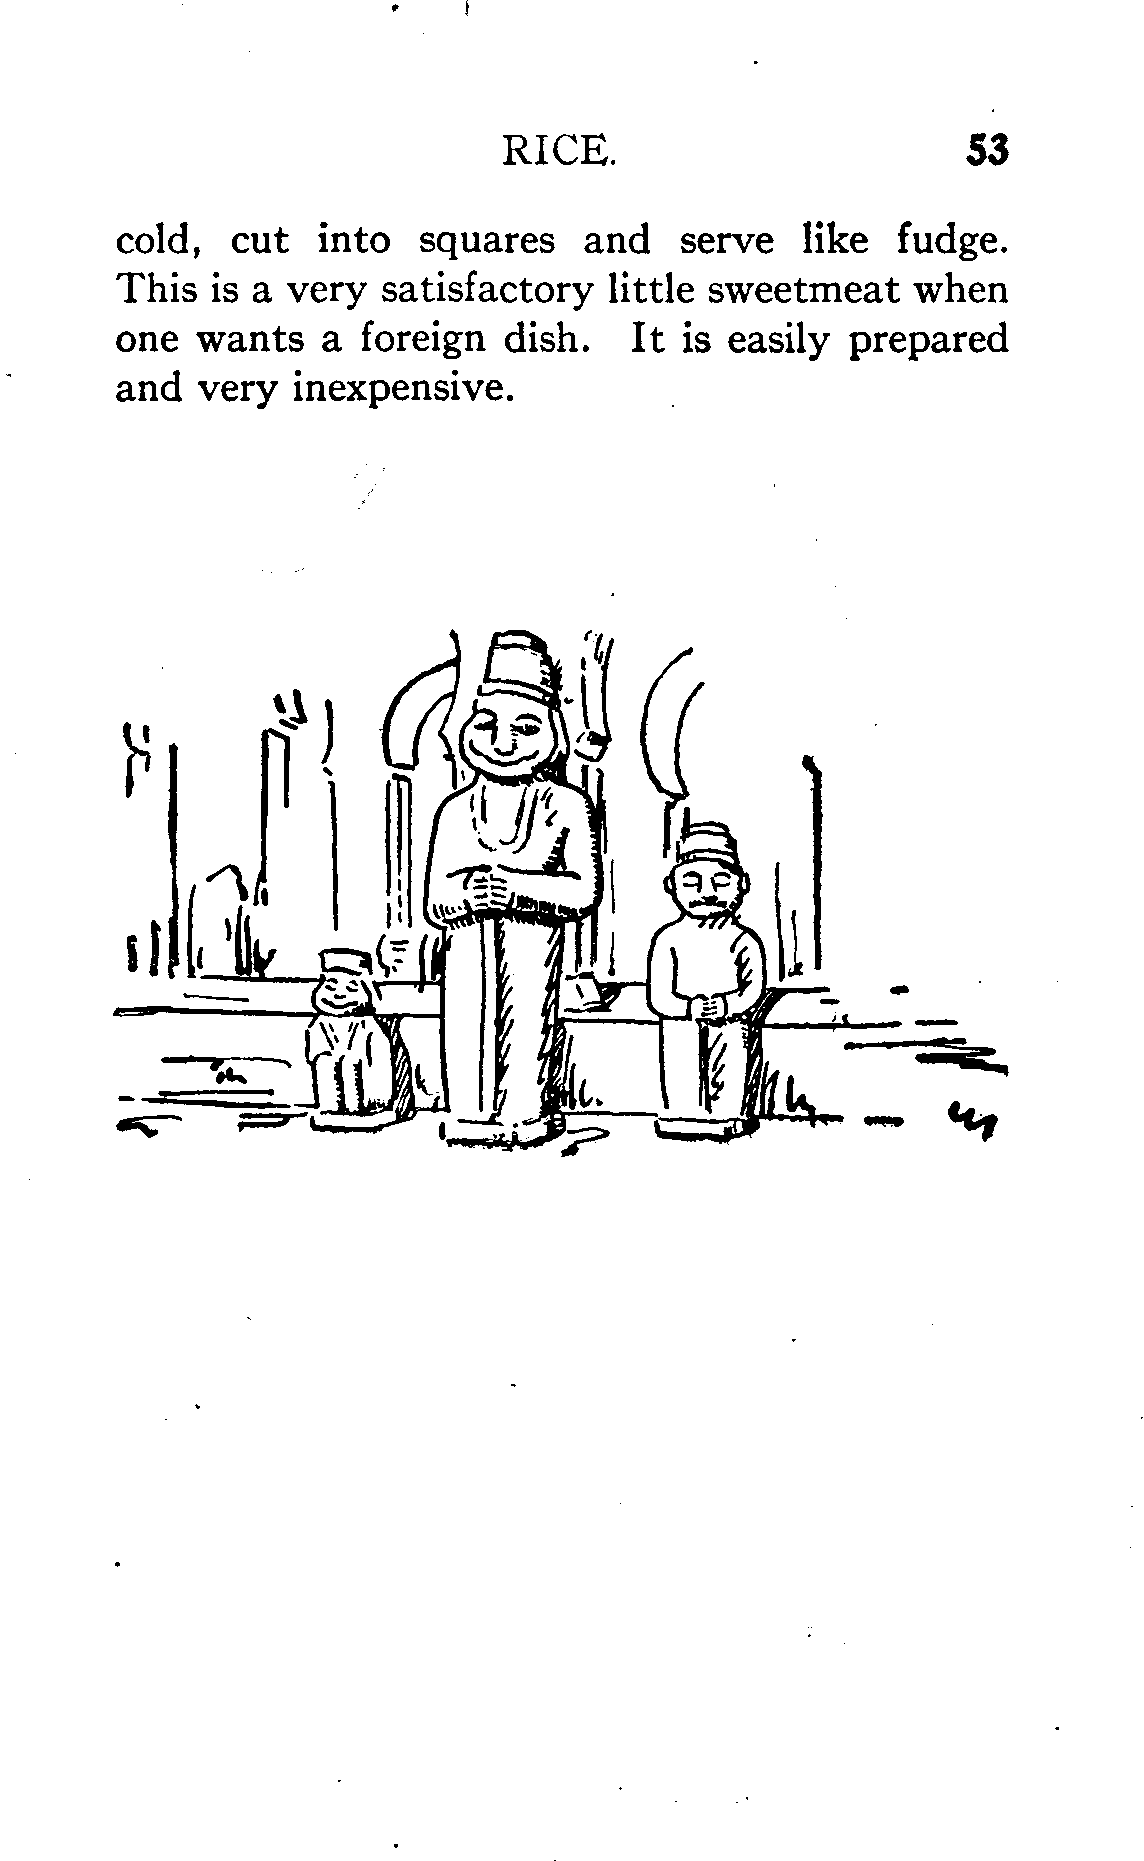 RICE. 53
cold, cut into squares and serve like fudge.
This is a very satisfactory little sweetmeat when
one wants a foreign dish. It is easily prepared
and very inexpensive.